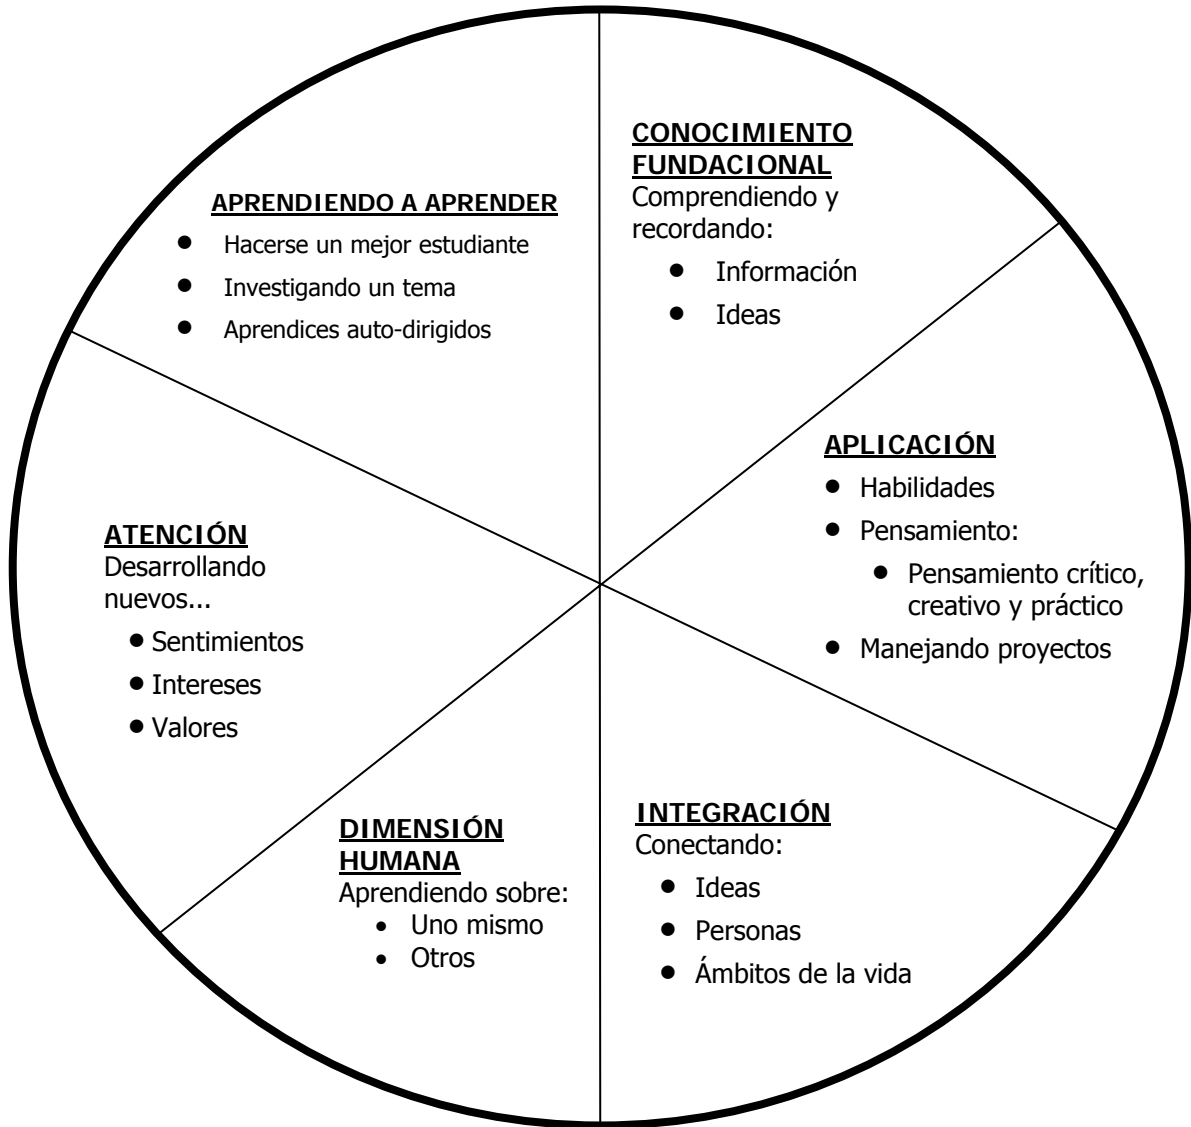 CONOCIMIENTO
FUNDACIONAL
Comprendiendo y
recordando:
● Información
● Ideas
APLICACIÓN
● Habilidades
● Pensamiento:
● Pensamiento crítico,
creativo y práctico
● Manejando proyectos
INTEGRACIÓN
Conectando:
● Ideas
● Personas
● Ámbitos de la vida
DIMENSIÓN
HUMANA
Aprendiendo sobre:
● Uno mismo
● Otros
ATENCIÓN
Desarrollando
nuevos...
● Sentimientos
● Intereses
● Valores
APRENDIENDO A APRENDER
● Hacerse un mejor estudiante
● Investigando un tema
● Aprendices auto-dirigidos